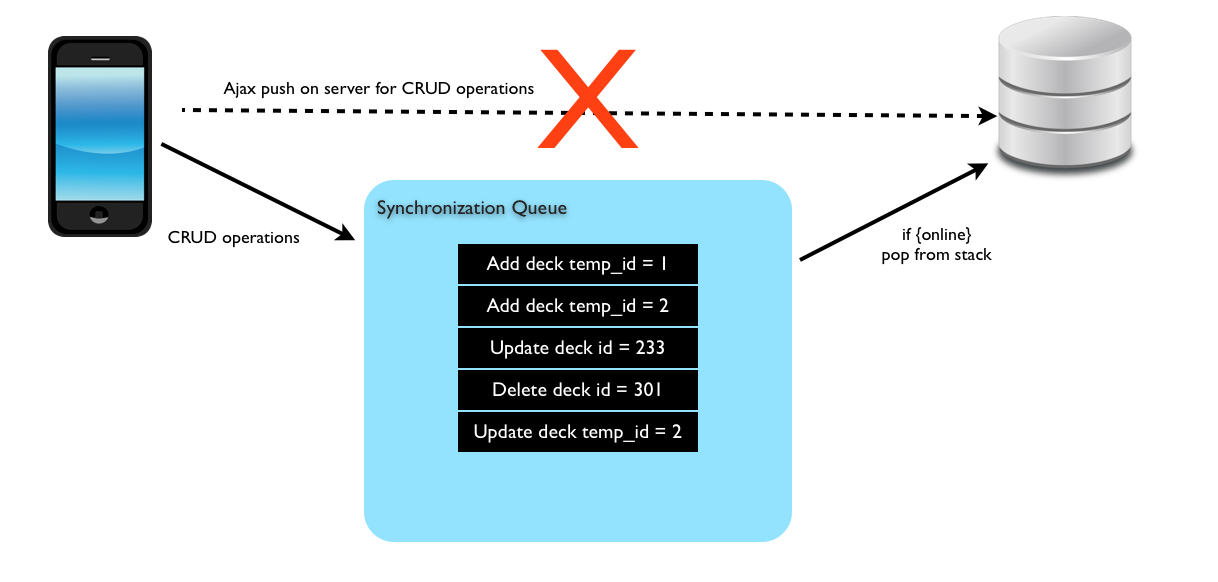 Ajax push on server for CRUD operations
CRUD operations
Synchronization Queue
Add deck temp_id = 1
Add deck temp_id = 2
Update deck id = 233
Delete deck id = 301
Update deck temp_id = 2
if {online}
pop from stack